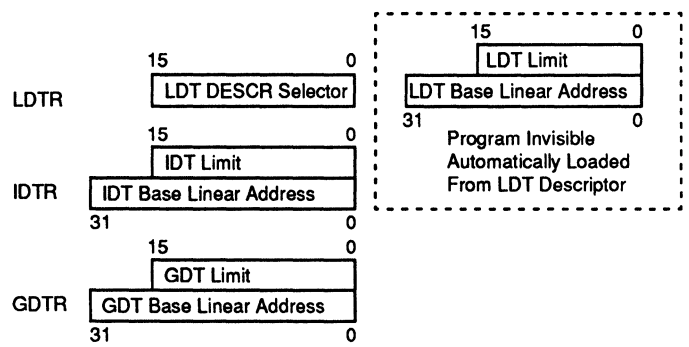 15 0
LDTR
LDT DESCR Selector
15 0
LDT Limit
LDT Base Linear Address
31 0
Program Invisible
Automatically Loaded
From LDT Descriptor
15 0
IDT Limit
IDTR
IDT Base Linear Address
31 0
15 0
GDT Limit
GDTR
GDT Base Linear Address
31 0